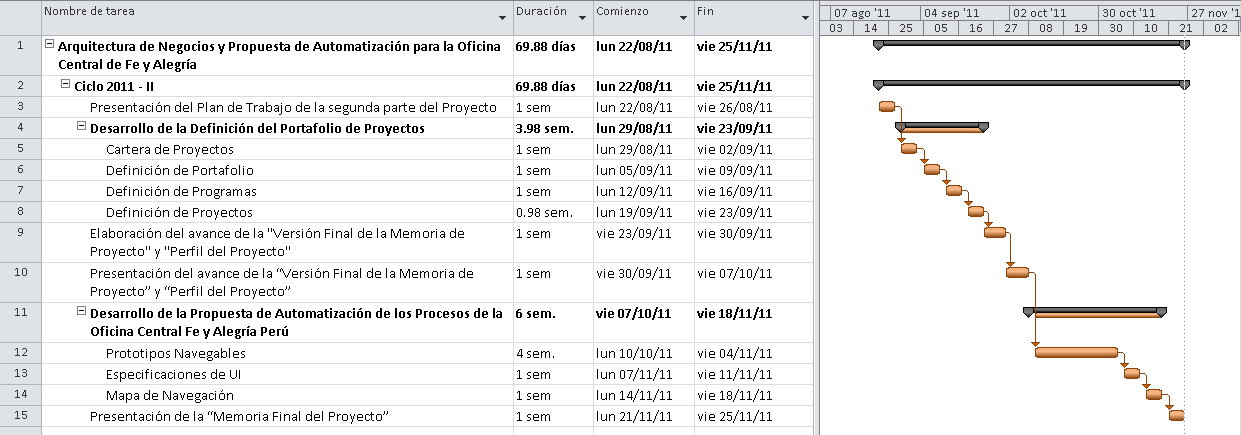 Nombre de tarea Duración Comienzo Fin
07 ago '11 04 sep '11 02 oct '11 30 oct '11 27 nov '1
03 14 25 05 16 27 08 19 30 10 21 02
1 Arquitectura de Negocios y Propuesta de Automatización para la Oficina 69.88 días lun 22/08/11 vie 25/11/11
Central de Fe y Alegría
2 Ciclo 2011 - II 69.88 días lun 22/08/11 vie 25/11/11
3 Presentación del Plan de Trabajo de la segunda parte del Proyecto 1 sem lun 22/08/11 vie 26/08/11
4 Desarrollo de la Definición del Portafolio de Proyectos 3.98 sem. lun 29/08/11 vie 23/09/11
5 Cartera de Proyectos 1 sem lun 29/08/11 vie 02/09/11
6 Definición de Portafolio 1 sem lun 05/09/11 vie 09/09/11
7 Definición de Programas 1 sem lun 12/09/11 vie 16/09/11
8 Definición de Proyectos 0.98 sem. lun 19/09/11 vie 23/09/11
9 Elaboración del avance de la "Versión Final de la Memoria de 1 sem vie 23/09/11 vie 30/09/11
Proyecto" y "Perfil del Proyecto"
10 Presentación del avance de la “Versión Final de la Memoria de 1 sem vie 30/09/11 vie 07/10/11
Proyecto” y “Perfil del Proyecto”
11 Desarrollo de la Propuesta de Automatización de los Procesos de la 6 sem. vie 07/10/11 vie 18/11/11
Oficina Central Fe y Alegría Perú
12 Prototipos Navegables 4 sem. lun 10/10/11 vie 04/11/11
13 Especificaciones de UI 1 sem lun 07/11/11 vie 11/11/11
14 Mapa de Navegación 1 sem lun 14/11/11 vie 18/11/11
15 Presentación de la “Memoria Final del Proyecto” 1 sem lun 21/11/11 vie 25/11/11